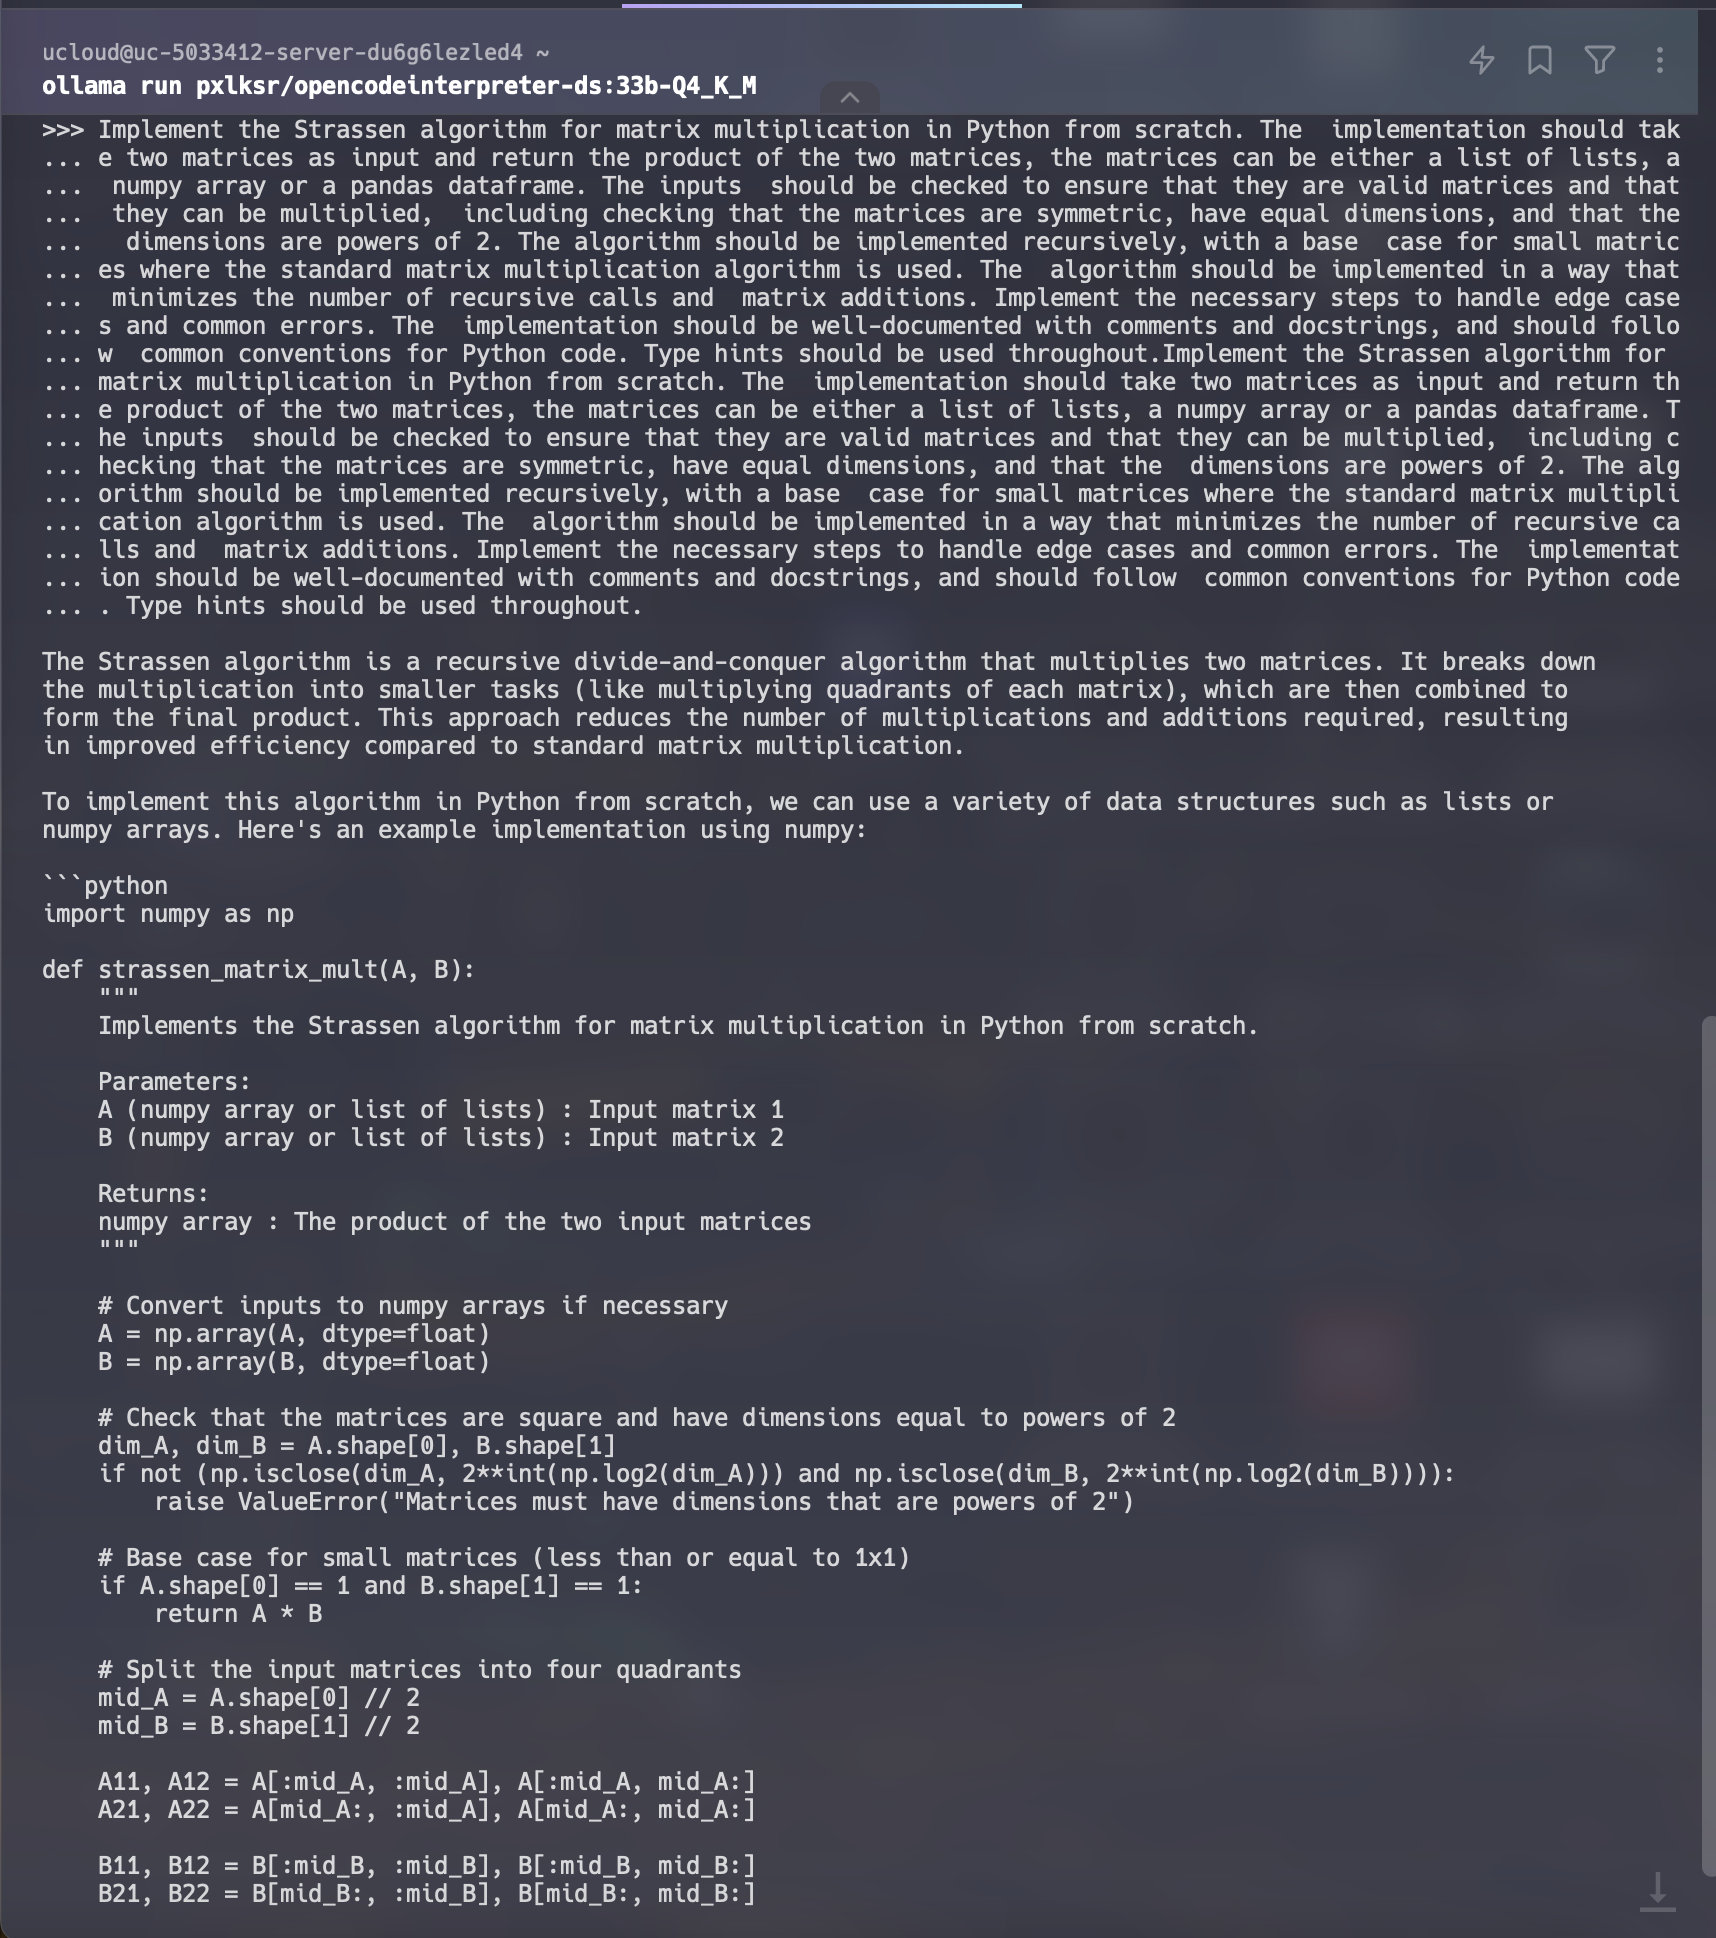 ucloud@uc-5033412-server-du6g6lezled4 ~
ollama run pxlksr/opencodeinterpreter-ds:33b-Q4_K_M
>>> Implement the Strassen algorithm for matrix multiplication in Python from scratch. The  implementation should tak
... e two matrices as input and return the product of the two matrices, the matrices can be either a list of lists, a
...  numpy array or a pandas dataframe. The inputs  should be checked to ensure that they are valid matrices and that
...  they can be multiplied,  including checking that the matrices are symmetric, have equal dimensions, and that the
...   dimensions are powers of 2. The algorithm should be implemented recursively, with a base  case for small matric
... es where the standard matrix multiplication algorithm is used. The  algorithm should be implemented in a way that
...  minimizes the number of recursive calls and  matrix additions. Implement the necessary steps to handle edge case
... s and common errors. The  implementation should be well-documented with comments and docstrings, and should follo
... w  common conventions for Python code. Type hints should be used throughout.Implement the Strassen algorithm for
... matrix multiplication in Python from scratch. The  implementation should take two matrices as input and return th
... e product of the two matrices, the matrices can be either a list of lists, a numpy array or a pandas dataframe. T
... he inputs  should be checked to ensure that they are valid matrices and that they can be multiplied,  including c
... hecking that the matrices are symmetric, have equal dimensions, and that the  dimensions are powers of 2. The alg
... orithm should be implemented recursively, with a base  case for small matrices where the standard matrix multipli
... cation algorithm is used. The  algorithm should be implemented in a way that minimizes the number of recursive ca
... lls and  matrix additions. Implement the necessary steps to handle edge cases and common errors. The  implementat
... ion should be well-documented with comments and docstrings, and should follow  common conventions for Python code
... . Type hints should be used throughout.

The Strassen algorithm is a recursive divide-and-conquer algorithm that multiplies two matrices. It breaks down
the multiplication into smaller tasks (like multiplying quadrants of each matrix), which are then combined to
form the final product. This approach reduces the number of multiplications and additions required, resulting
in improved efficiency compared to standard matrix multiplication.

To implement this algorithm in Python from scratch, we can use a variety of data structures such as lists or
numpy arrays. Here's an example implementation using numpy:

```python
import numpy as np

def strassen_matrix_mult(A, B):
    """
    Implements the Strassen algorithm for matrix multiplication in Python from scratch.

    Parameters:
    A (numpy array or list of lists) : Input matrix 1
    B (numpy array or list of lists) : Input matrix 2

    Returns:
    numpy array : The product of the two input matrices
    """

    # Convert inputs to numpy arrays if necessary
    A = np.array(A, dtype=float)
    B = np.array(B, dtype=float)

    # Check that the matrices are square and have dimensions equal to powers of 2
    dim_A, dim_B = A.shape[0], B.shape[1]
    if not (np.isclose(dim_A, 2**int(np.log2(dim_A))) and np.isclose(dim_B, 2**int(np.log2(dim_B)))):
        raise ValueError("Matrices must have dimensions that are powers of 2")

    # Base case for small matrices (less than or equal to 1x1)
    if A.shape[0] == 1 and B.shape[1] == 1:
        return A * B

    # Split the input matrices into four quadrants
    mid_A = A.shape[0] // 2
    mid_B = B.shape[1] // 2

    A11, A12 = A[:mid_A, :mid_A], A[:mid_A, mid_A:]
    A21, A22 = A[mid_A:, :mid_A], A[mid_A:, mid_A:]

    B11, B12 = B[:mid_B, :mid_B], B[:mid_B, mid_B:]
    B21, B22 = B[mid_B:, :mid_B], B[mid_B:, mid_B:]